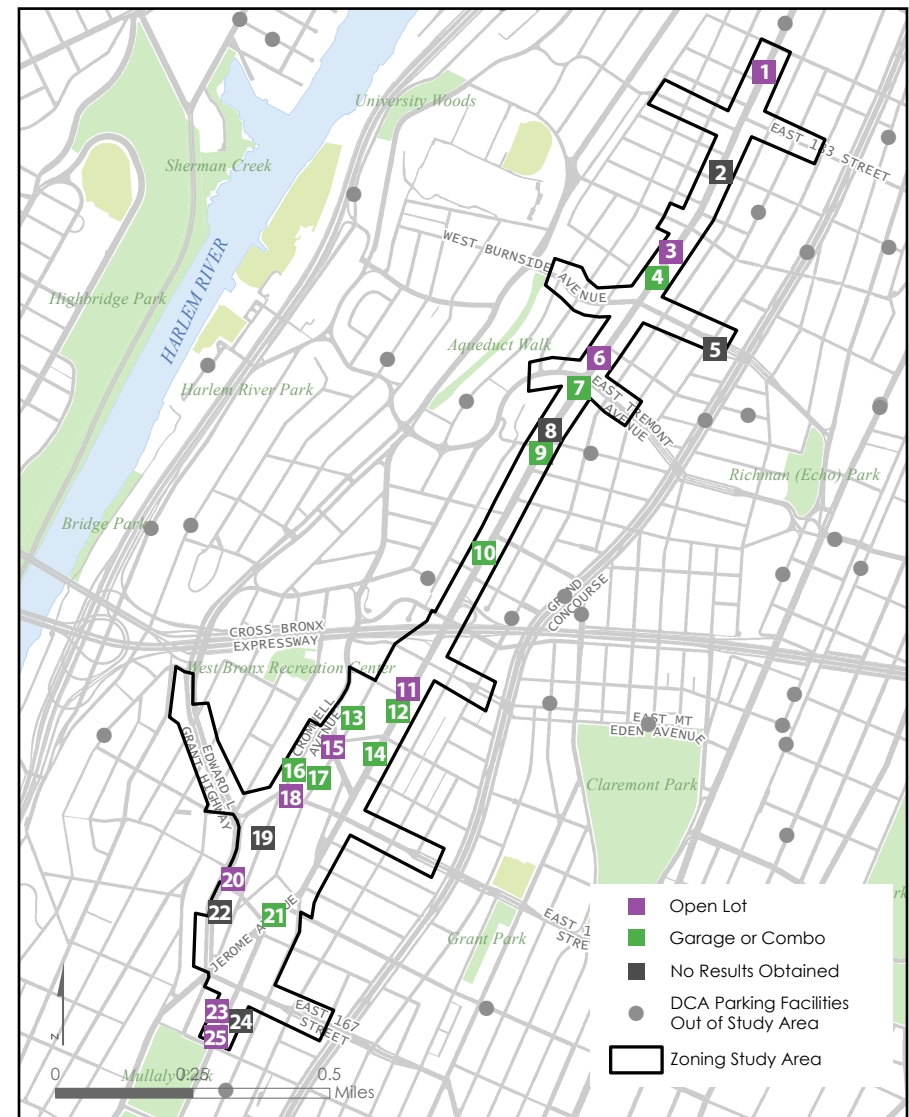 1
University Woods
EAST 183 STREET
Sherman Creek
2
WEST BURNSIDE AVENUE
3
4
HARLEM RIVER
Highbridge Park
Aqueduct Walk
5
6
7
Harlem River Park
EAST TREMONT
AVENUE
8
9
Richman (Echo) Park
Bridge Park
10
GRAND
CONCOURSE
CROSS BRONX
EXPRESSWAY
West Bronx Recreation Center
11
12
13
CROMWELL
AVENUE
EAST MT
EDEN AVENUE
15
14
EDWARD L
GRANT HIGHWAY
16
17
18
Claremont Park
19
20
22
21
JEROME AVENUE
Grant Park
EAST 1
STRE
Open Lot
Garage or Combo
No Results Obtained
DCA Parking Facilities
Out of Study Area
Zoning Study Area
23
24
25
EAST 167
STREET
N
Mullaly Park
0 0.25 0.5
Miles